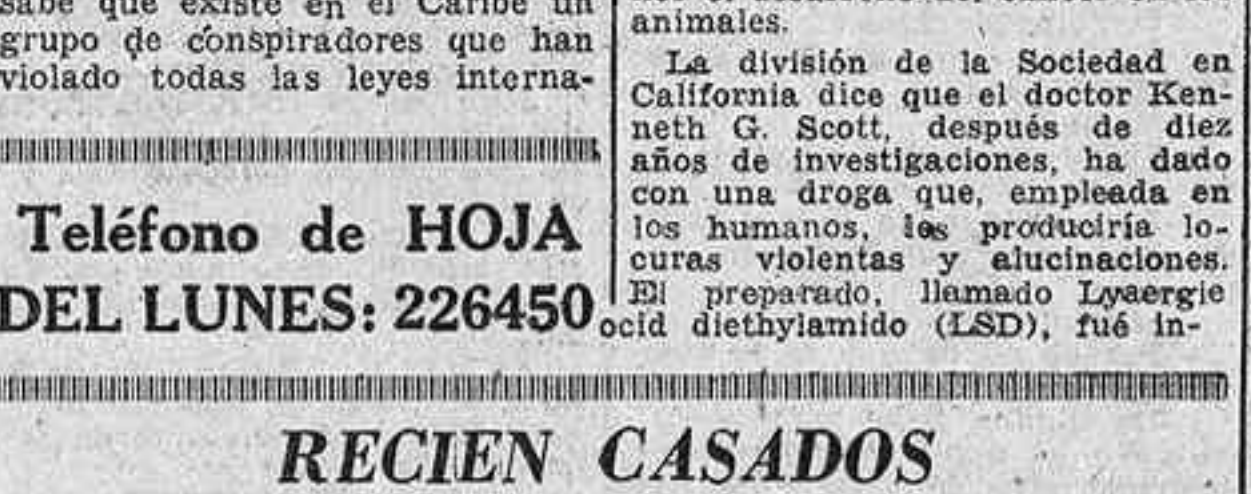 sabe que existe en el Caribe un
grupo de conspiradores que han
violado todas las leyes interna-
Teléfono de HOJA
DEL LUNES: 226450
animales.
La división de la Sociedad en
California dice que el doctor Ken-
neth G. Scott, después de diez
años de investigaciones, ha dado
con una droga que, empleada en
los humanos, les produciría lo-
curas violentas y alucinaciones.
El preparado, llamado Lysergie
ocid diethylamido (LSD), fué in-
RECIEN CASADOS